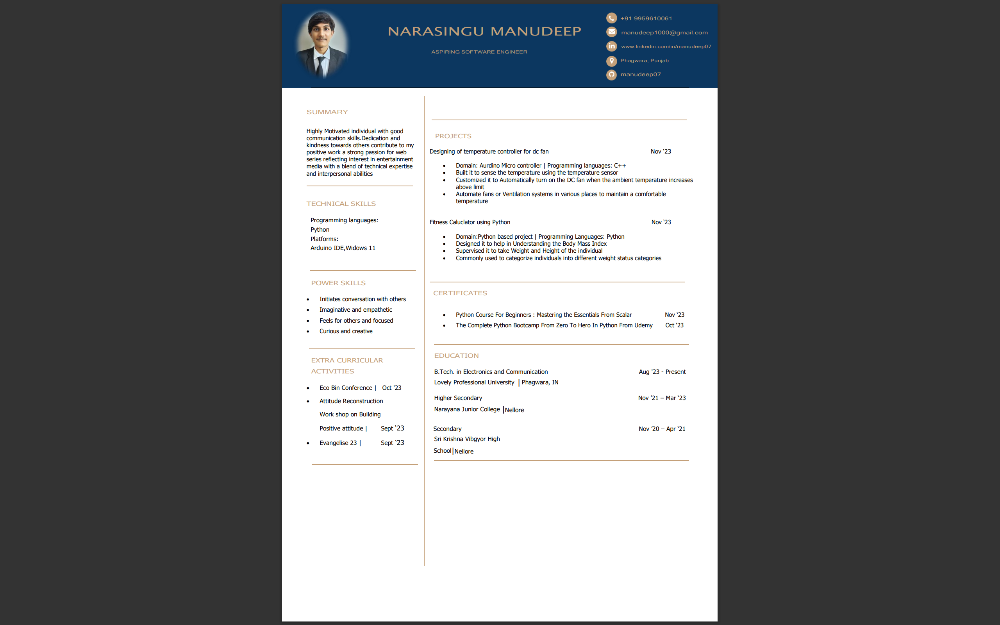 NARASINGU MANUDEEP
ASPIRING SOFTWARE ENGINEER
+91 9959610061
manudeep1000@gmail.com
www.linkedin.com/in/manudeep07
Phagwara, Punjab
manudeep07
SUMMARY
Highly Motivated individual with good
communication skills.Dedication and
kindness towards others contribute to my
positive work a strong passion for web
series reflecting interest in entertainment
media with a blend of technical expertise
and interpersonal abilities
TECHNICAL SKILLS
Programming languages:
Python
Platforms:
Arduino IDE,Widows 11
POWER SKILLS
• Initiates conversation with others
• Imaginative and empathetic
• Feels for others and focused
• Curious and creative
EXTRA CURRICULAR
ACTIVITIES
• Eco Bin Conference | Oct '23
• Attitude Reconstruction
Work shop on Building
Positive attitude | Sept ‘23
• Evangelise 23 | Sept ‘23
PROJECTS
Designing of temperature controller for dc fan Nov ‘23
• Domain: Aurdino Micro controller | Programming languages: C++
• Built it to sense the temperature using the temperature sensor
• Customized it to Automatically turn on the DC fan when the ambient temperature increases
above limit
• Automate fans or Ventilation systems in various places to maintain a comfortable
temperature
Fitness Caluclator using Python Nov ‘23
• Domain:Python based project | Programming Languages: Python
• Designed it to help in Understanding the Body Mass Index
• Supervised it to take Weight and Height of the individual
• Commonly used to categorize individuals into different weight status categories
CERTIFICATES
• Python Course For Beginners : Mastering the Essentials From Scalar Nov ‘23
• The Complete Python Bootcamp From Zero To Hero In Python From Udemy Oct ‘23
EDUCATION
B.Tech. in Electronics and Communication Aug '23 - Present
Lovely Professional University | Phagwara, IN
Higher Secondary Nov ’21 – Mar ‘23
Narayana Junior College |Nellore
Secondary Nov ’20 – Apr ‘21
Sri Krishna Vibgyor High
School|Nellore